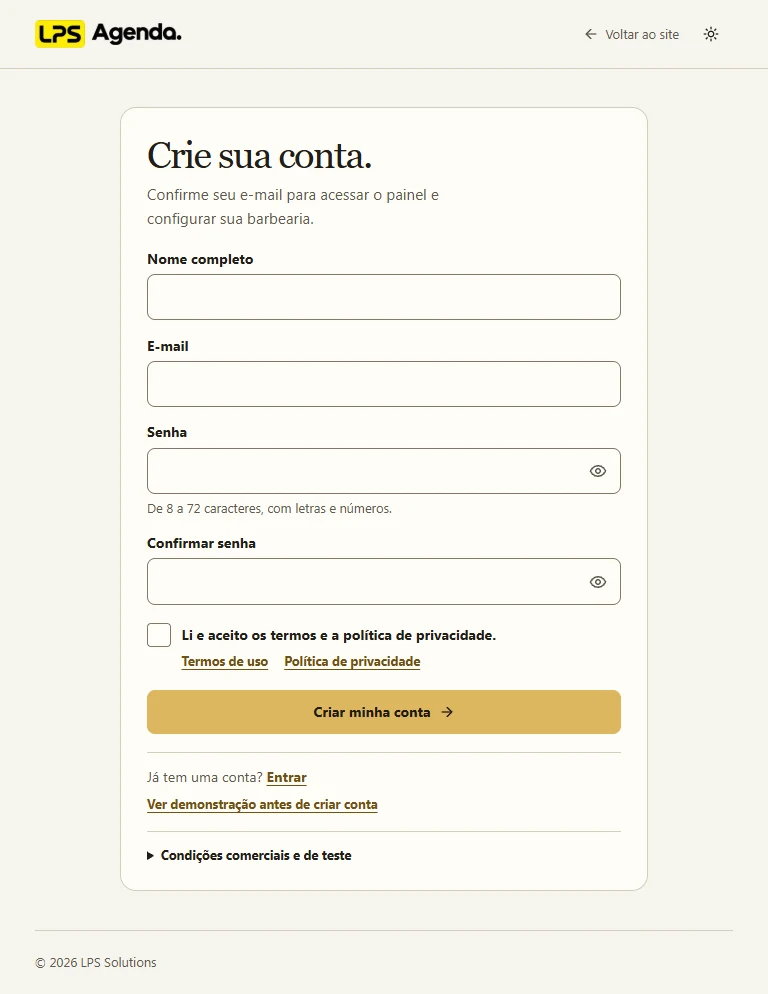 LPS Agenda.
Voltar ao site
Crie sua conta.
Confirme seu e-mail para acessar o painel e
configurar sua barbearia.
Nome completo
E-mail
Senha
De 8 a 72 caracteres, com letras e números.
Confirmar senha
Li e aceito os termos e a política de privacidade.
Termos de uso Política de privacidade
Criar minha conta
Já tem uma conta? Entrar
Ver demonstração antes de criar conta
Condições comerciais e de teste
© 2026 LPS Solutions